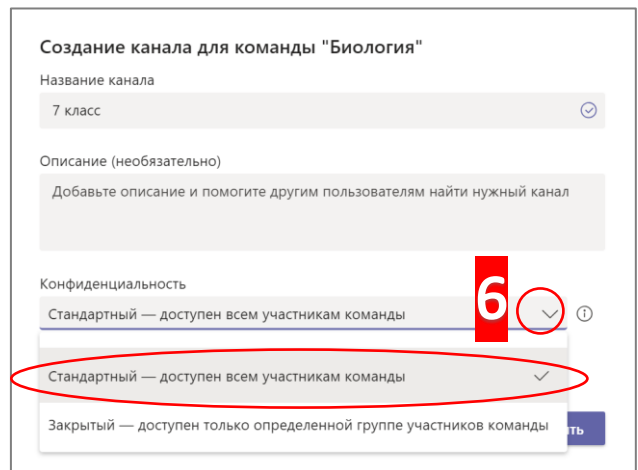 Создание канала для команды "Биология"
Название канала
7 класс
Описание (необязательно)
Добавьте описание и помогите другим пользователям найти нужный канал
Конфиденциальность
6
Стандартный — доступен всем участникам команды
Стандартный — доступен всем участникам команды
Закрытый — доступен только определенной группе участников команды
ть